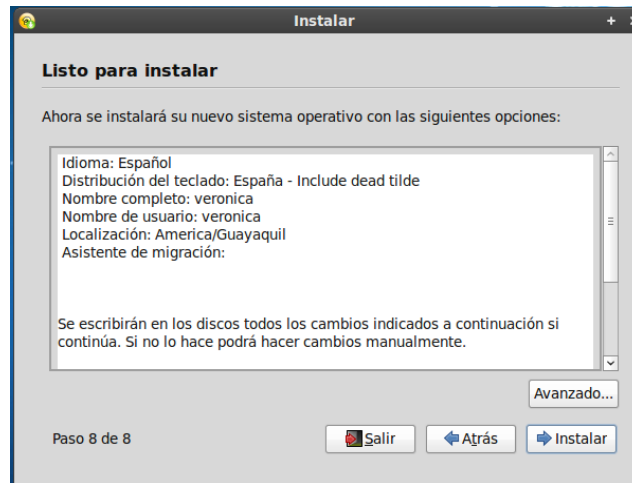 Instalar
Listo para instalar
Ahora se instalará su nuevo sistema operativo con las siguientes opciones:
Idioma: Español
Distribución del teclado: España - Include dead tilde
Nombre completo: veronica
Nombre de usuario: veronica
Localización: America/Guayaquil
Asistente de migración:
Se escribirán en los discos todos los cambios indicados a continuación si
continúa. Si no lo hace podrá hacer cambios manualmente.
Avanzado...
Paso 8 de 8
Salir
Atrás
Instalar